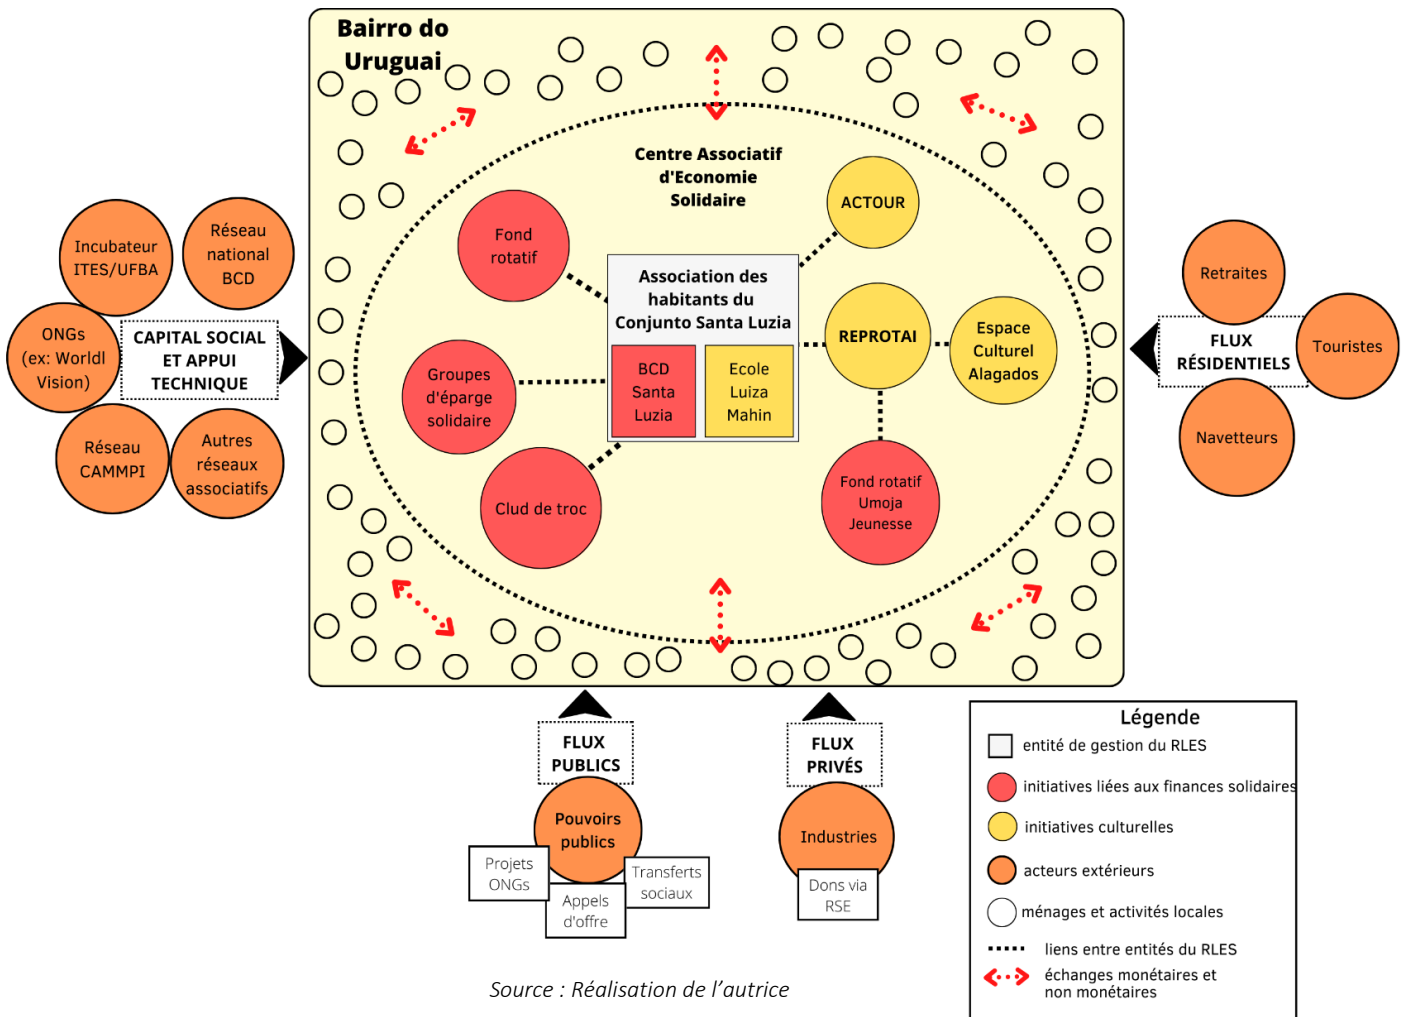 Bairro do
Uruguai
Centre Associatif
d'Economie
Solidaire
ACTOUR
Fond
rotatif
Association des
habitants du
Conjunto Santa Luzia
BCD
Santa
Luzia
Ecole
Luiza
Mahin
REPROTAI
Espace
Culturel
Alagados
Groupes
d'éparge
solidaire
Clud de troc
Fond rotatif
Umoja
Jeunesse
Incubateur
ITES/UFBA
Réseau
national
BCD
ONGs
(ex: Worldl
Vision)
CAPITAL SOCIAL
ET APPUI
TECHNIQUE
Réseau
CAMMPI
Autres
réseaux
associatifs
Retraites
FLUX
RÉSIDENTIELS
Touristes
Navetteurs
FLUX
PUBLICS
Pouvoirs
publics
Projets
ONGs
Appels
d'offre
Transferts
sociaux
FLUX
PRIVÉS
Industries
Dons via
RSE
Légende
entité de gestion du RLES
initiatives liées aux finances solidaires
initiatives culturelles
acteurs extérieurs
ménages et activités locales
liens entre entités du RLES
échanges monétaires et
non monétaires
Source : Réalisation de l’autrice